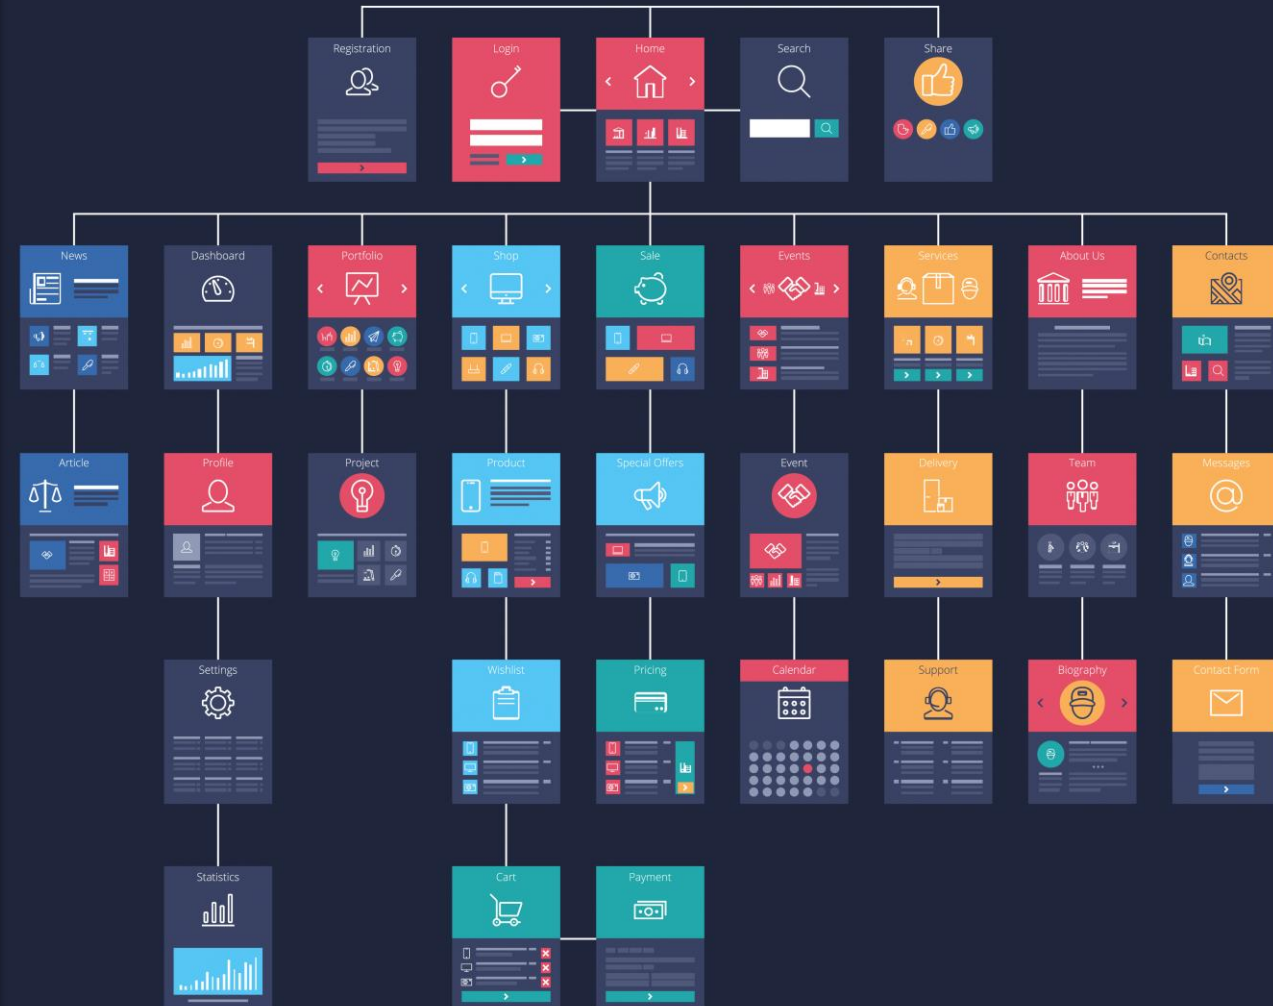 Registration
Login
Home
Search
Share
News
Dashboard
Portfolio
Shop
Sale
Events
Services
About Us
Contacts
Article
Profile
Project
Product
Special Offers
Event
Delivery
Team
Messages
Settings
Wishlist
Pricing
Calendar
Support
Biography
Contact Form
Statistics
Cart
Payment